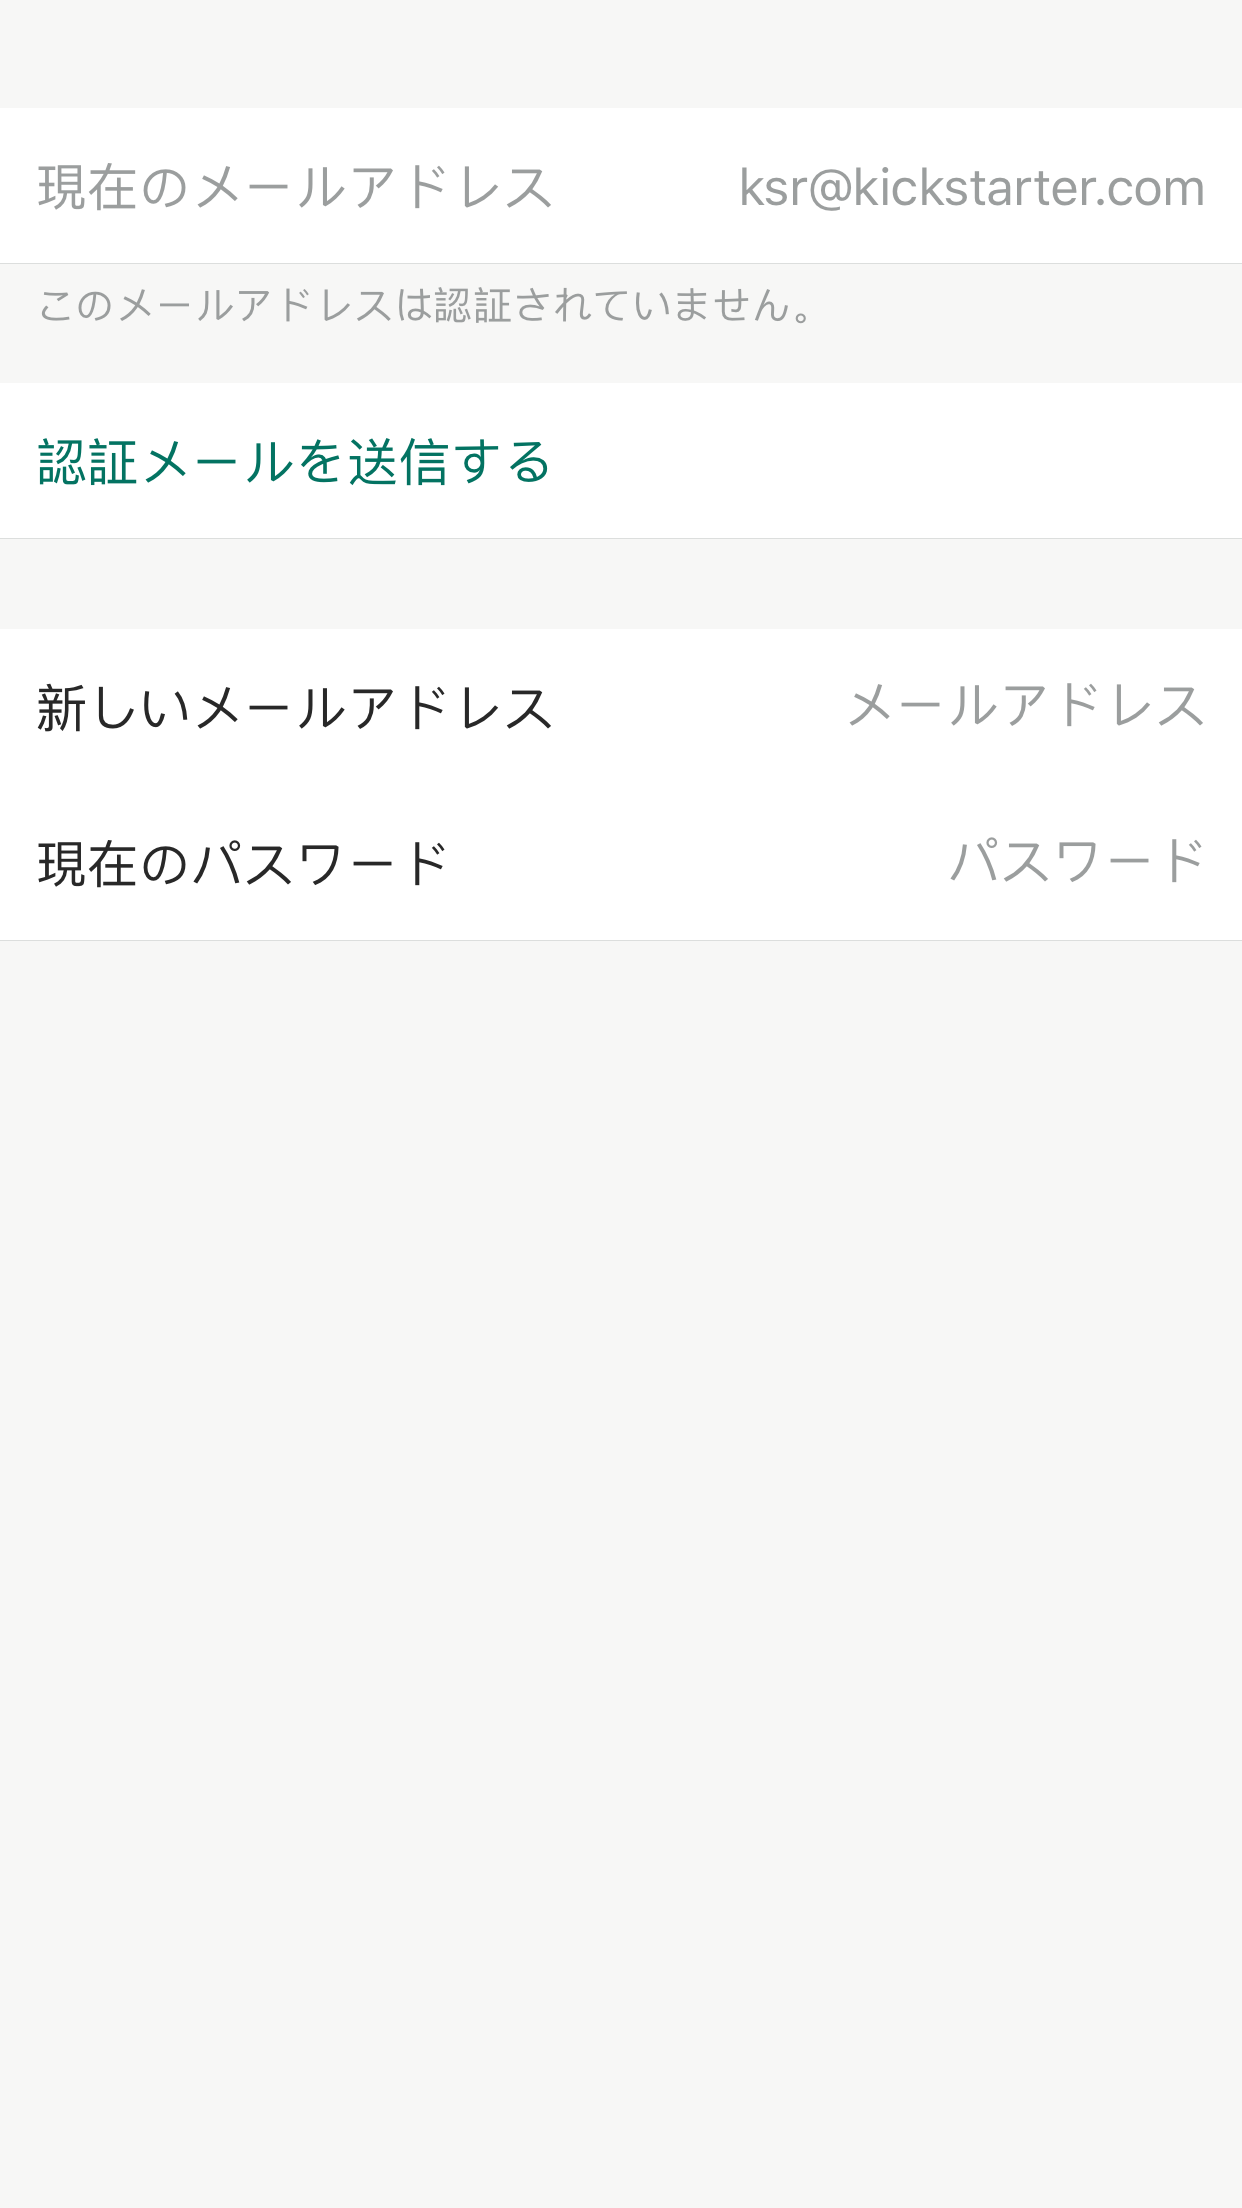 現在のメールアドレス ksr@kickstarter.com
このメールアドレスは認証されていません。
認証メールを送信する
新しいメールアドレス メールアドレス
現在のパスワード パスワード